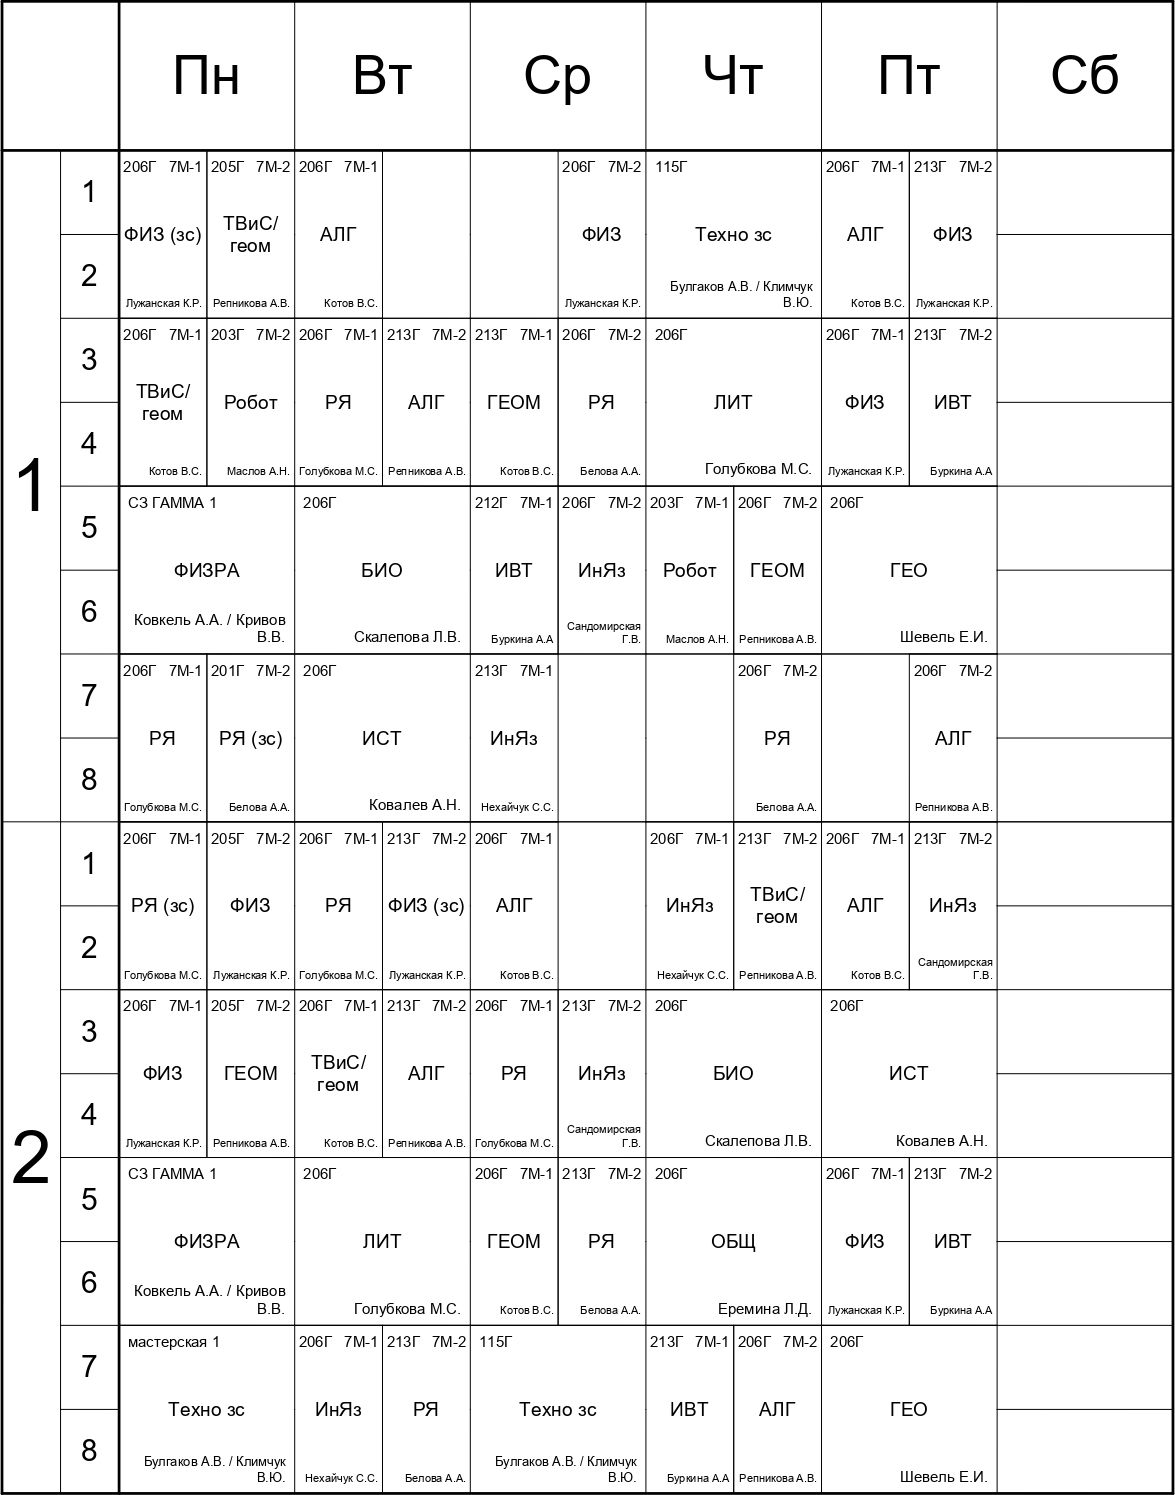 Пн Вт Ср Чт Пт Сб
1
1
2
206Г 7М-1
ФИЗ (зс)
Лужанская К.Р.
205Г 7М-2
ТВиС/
геом
Репникова А.В.
206Г 7М-1
АЛГ
Котов В.С.
206Г 7М-2
ФИЗ
Лужанская К.Р.
115Г
Техно зс
Булгаков А.В. / Климчук
В.Ю.
206Г 7М-1
АЛГ
Котов В.С.
213Г 7М-2
ФИЗ
Лужанская К.Р.
3
4
206Г 7М-1
ТВиС/
геом
Котов В.С.
203Г 7М-2
Робот
Маслов А.Н.
206Г 7М-1
РЯ
Голубкова М.С.
213Г 7М-2
АЛГ
Репникова А.В.
213Г 7М-1
ГЕОМ
Котов В.С.
206Г 7М-2
РЯ
Белова А.А.
206Г
ЛИТ
Голубкова М.С.
206Г 7М-1
ФИЗ
Лужанская К.Р.
213Г 7М-2
ИВТ
Буркина А.А
5
6
СЗ ГАММА 1
ФИЗРА
Ковкель А.А. / Кривов
В.В.
206Г
БИО
Скалепова Л.В.
212Г 7М-1
ИВТ
Буркина А.А
206Г 7М-2
ИнЯз
Сандомирская
Г.В.
203Г 7М-1
Робот
Маслов А.Н.
206Г 7М-2
ГЕОМ
Репникова А.В.
206Г
ГЕО
Шевель Е.И.
7
8
206Г 7М-1
РЯ
Голубкова М.С.
201Г 7М-2
РЯ (зс)
Белова А.А.
206Г
ИСТ
Ковалев А.Н.
213Г 7М-1
ИнЯз
Нехайчук С.С.
206Г 7М-2
РЯ
Белова А.А.
206Г 7М-2
АЛГ
Репникова А.В.
2
1
2
206Г 7М-1
РЯ (зс)
Голубкова М.С.
205Г 7М-2
ФИЗ
Лужанская К.Р.
206Г 7М-1
РЯ
Голубкова М.С.
213Г 7М-2
ФИЗ (зс)
Лужанская К.Р.
206Г 7М-1
АЛГ
Котов В.С.
206Г 7М-1
ИнЯз
Нехайчук С.С.
213Г 7М-2
ТВиС/
геом
Репникова А.В.
206Г 7М-1
АЛГ
Котов В.С.
213Г 7М-2
ИнЯз
Сандомирская
Г.В.
3
4
206Г 7М-1
ФИЗ
Лужанская К.Р.
205Г 7М-2
ГЕОМ
Репникова А.В.
206Г 7М-1
ТВиС/
геом
Котов В.С.
213Г 7М-2
АЛГ
Репникова А.В.
206Г 7М-1
РЯ
Голубкова М.С.
213Г 7М-2
ИнЯз
Сандомирская
Г.В.
206Г
БИО
Скалепова Л.В.
206Г
ИСТ
Ковалев А.Н.
5
6
СЗ ГАММА 1
ФИЗРА
Ковкель А.А. / Кривов
В.В.
206Г
ЛИТ
Голубкова М.С.
206Г 7М-1
ГЕОМ
Котов В.С.
213Г 7М-2
РЯ
Белова А.А.
206Г
ОБЩ
Еремина Л.Д.
206Г 7М-1
ФИЗ
Лужанская К.Р.
213Г 7М-2
ИВТ
Буркина А.А
7
8
мастерская 1
Техно зс
Булгаков А.В. / Климчук
В.Ю.
206Г 7М-1
ИнЯз
Нехайчук С.С.
213Г 7М-2
РЯ
Белова А.А.
115Г
Техно зс
Булгаков А.В. / Климчук
В.Ю.
213Г 7М-1
ИВТ
Буркина А.А
206Г 7М-2
АЛГ
Репникова А.В.
206Г
ГЕО
Шевель Е.И.